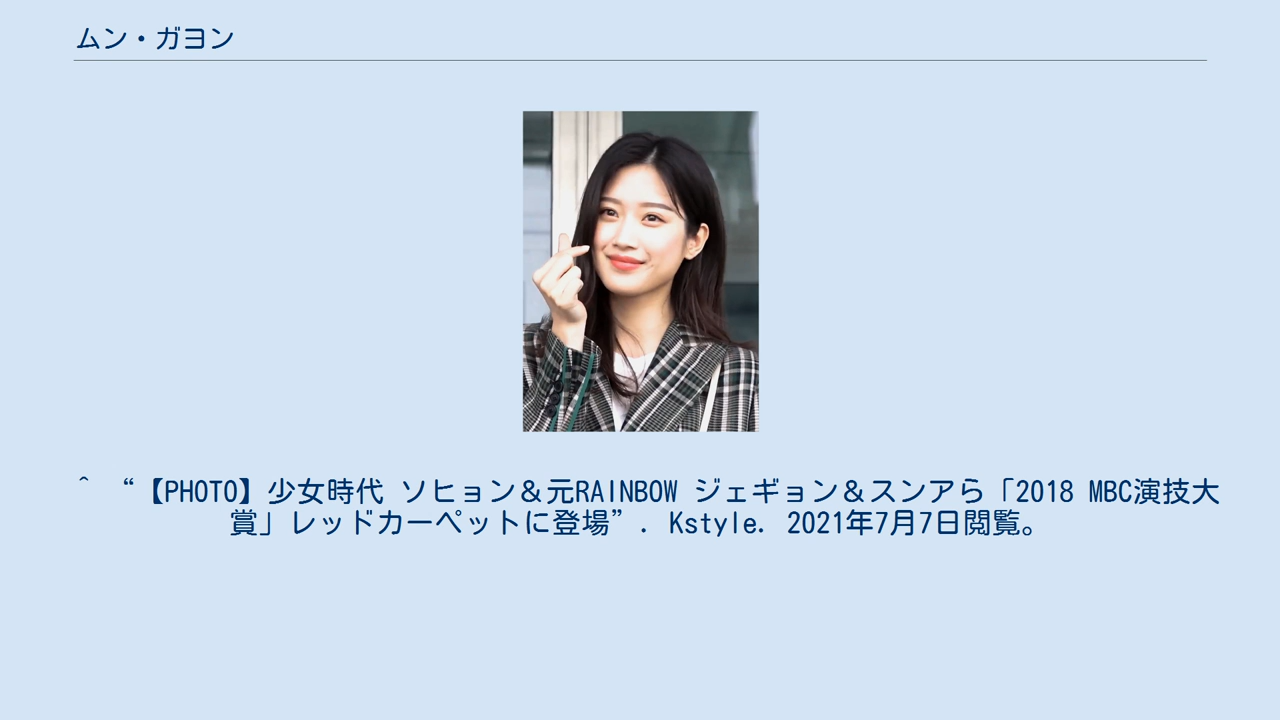 ムン・ガヨン
^ “【PHOTO】少女時代 ソヒョン＆元RAINBOW ジェギョン＆スンアら「2018 MBC演技大
賞」レッドカーペットに登場”. Kstyle. 2021年7月7日閲覧。